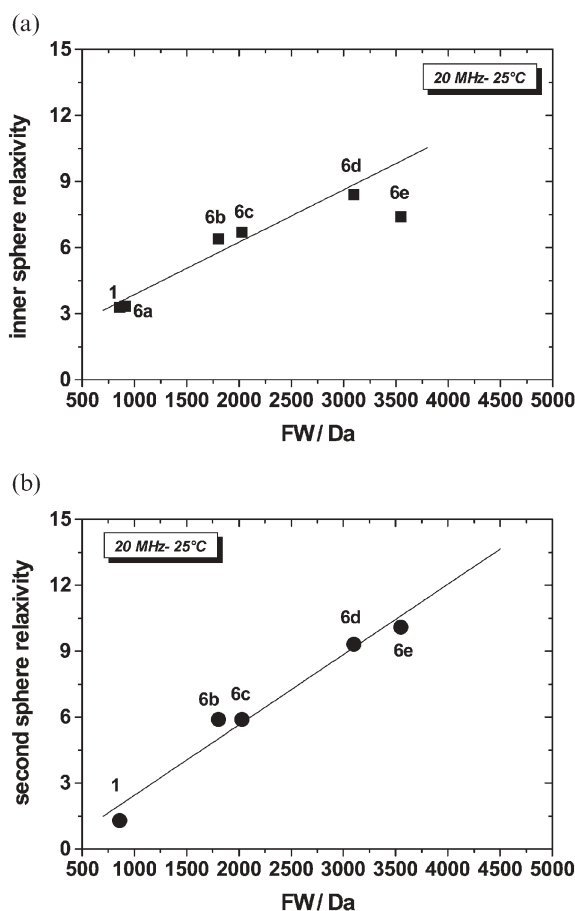 (a)
15
20 MHz- 25°C
12
inner sphere relaxivity
9
6d
6e
6b
6c
6
1
3
6a
0
500 1000 1500 2000 2500 3000 3500 4000 4500 5000
FW/ Da
(b)
15
20 MHz- 25°C
12
second sphere relaxivity
6d
9
6e
6b
6c
6
3
1
0
500 1000 1500 2000 2500 3000 3500 4000 4500 5000
FW/ Da